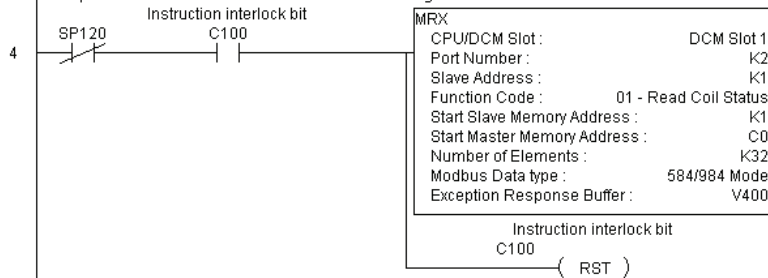 Instruction interlock bit
SP120 C100
4
MRX
CPU/DCM Slot : DCM Slot 1
Port Number : K2
Slave Address : K1
Function Code : 01 - Read Coil Status
Start Slave Memory Address : K1
Start Master Memory Address : C0
Number of Elements : K32
Modbus Data type : 584/984 Mode
Exception Response Buffer : V400
Instruction interlock bit
C100
( RST )